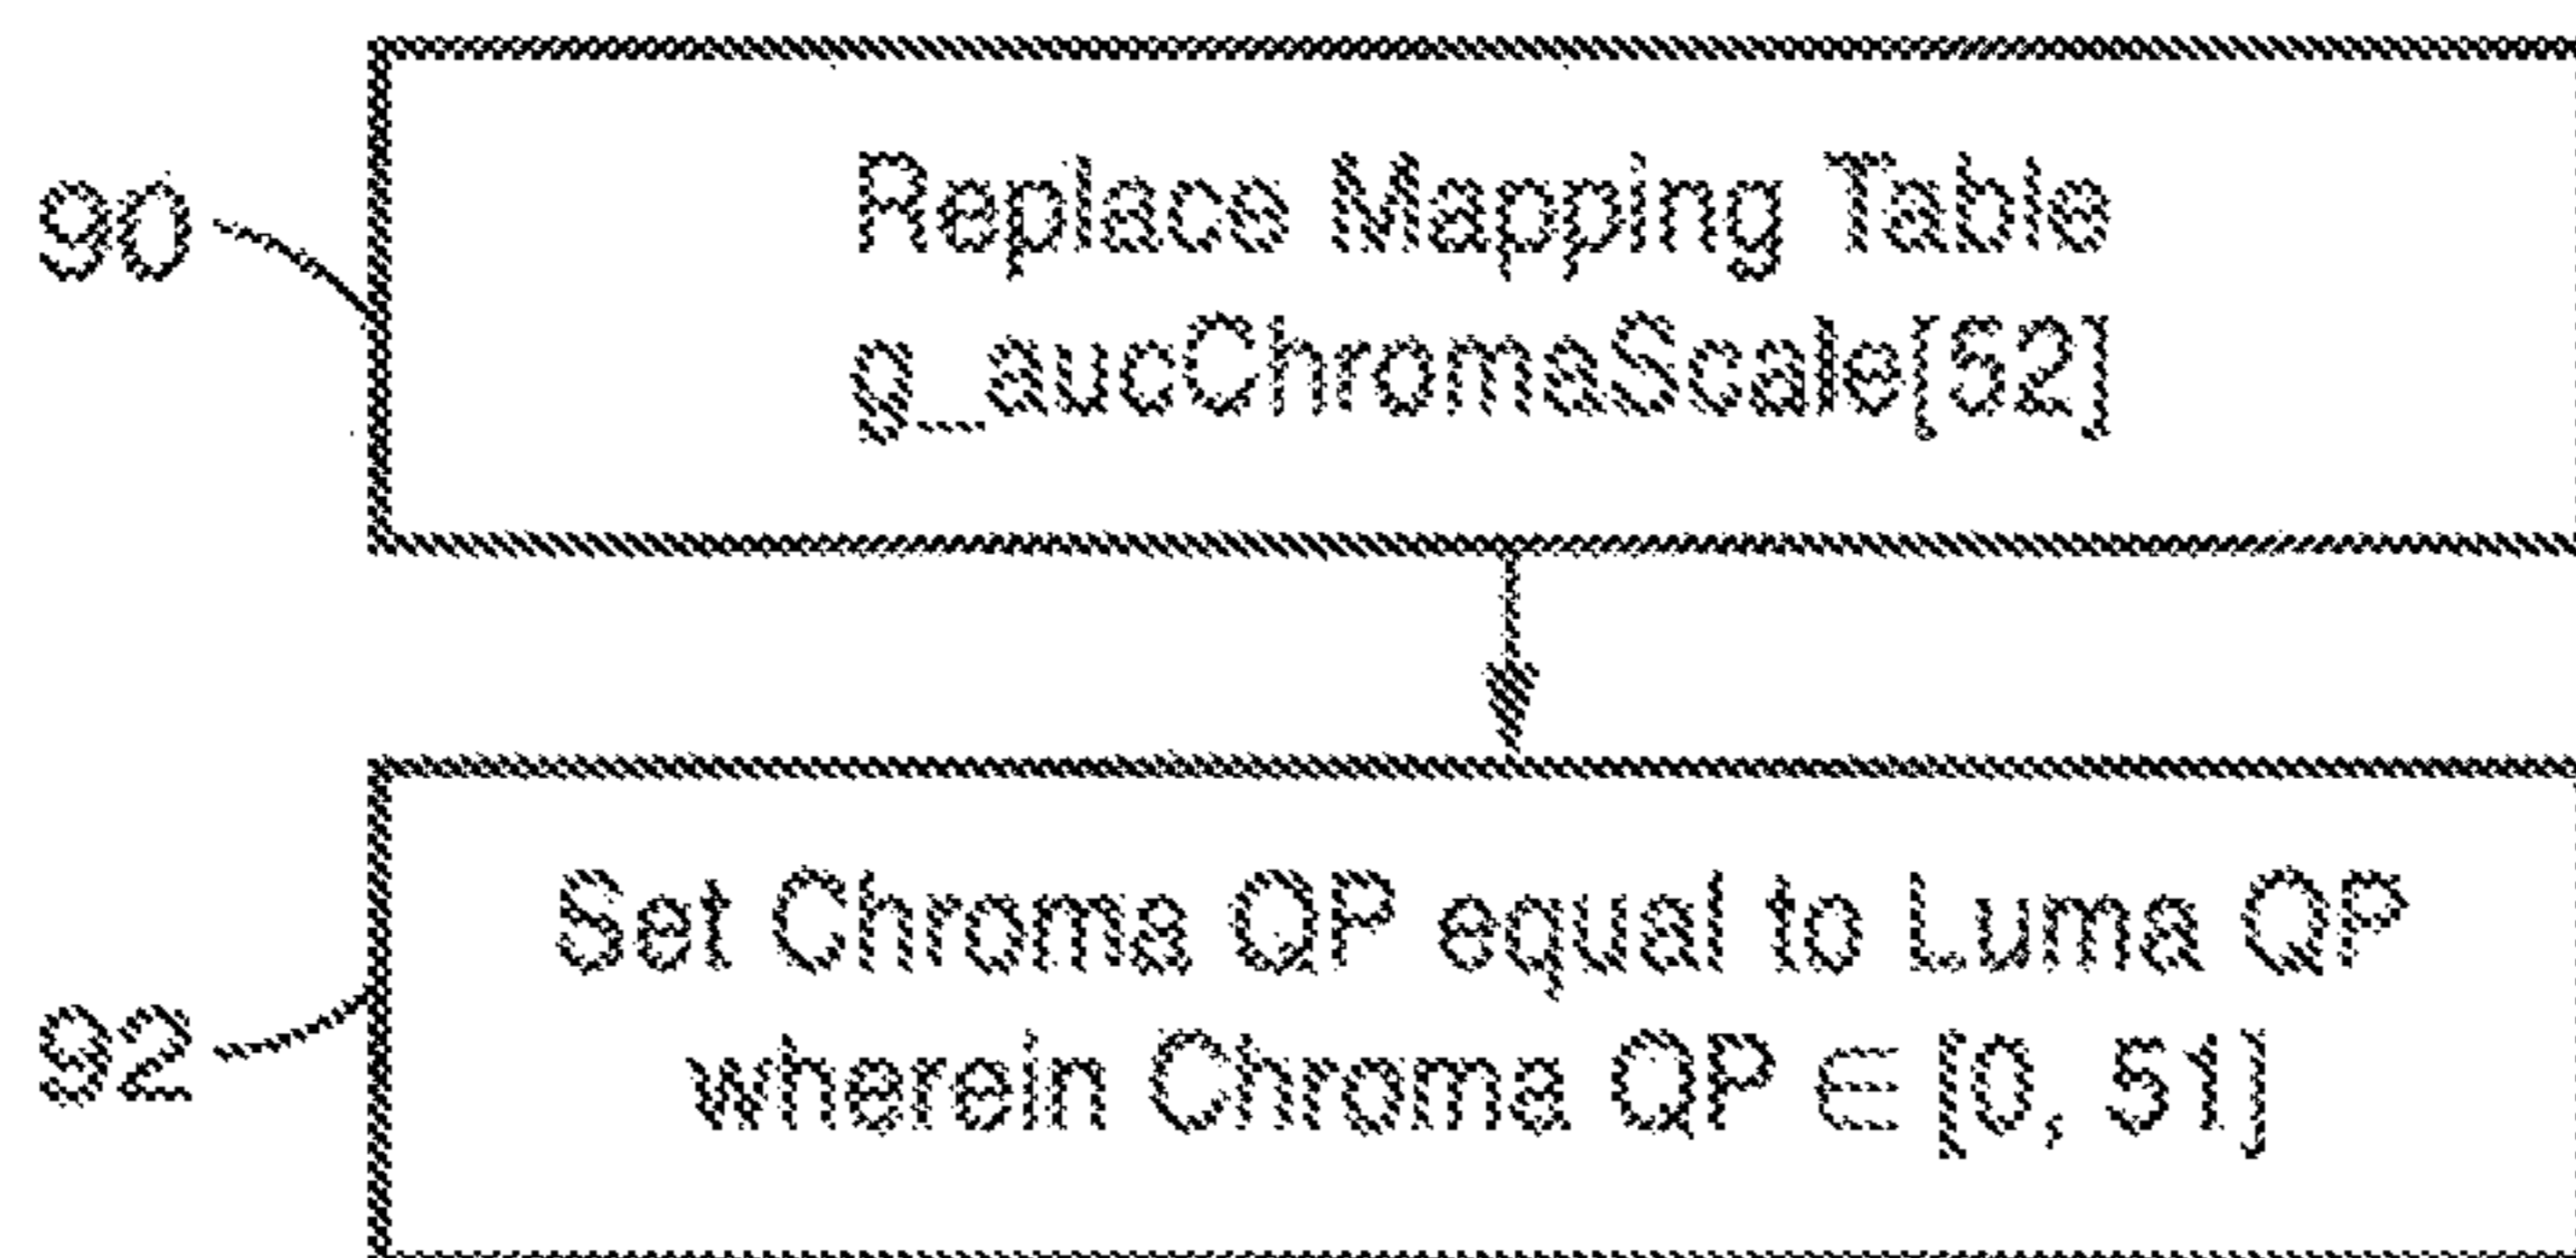 90
Replace Mapping Table
g_aucChromaScale[52]
Set Chroma QP equal to Luma QP
92
wherein Chroma QP ∈ [0, 51]